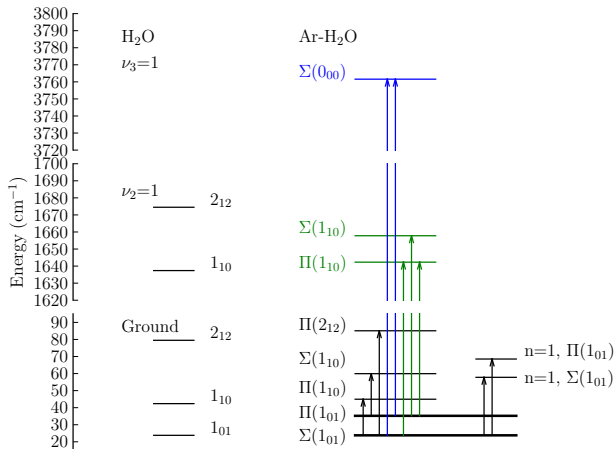 H₂O
Ar-H₂O
3800
3790
3780
3770
3760
3750
3740
3730
3720
ν₃=1
Σ(0₀₀)
1700
1690
1680
1670
1660
1650
1640
1630
1620
ν₂=1
2₁₂
1₁₀
Σ(1₁₀)
Π(1₁₀)
Energy (cm⁻¹)
90
80
70
60
50
40
30
20
Ground
2₁₂
1₁₀
1₀₁
Π(2₁₂)
Σ(1₁₀)
Π(1₁₀)
Π(1₀₁)
Σ(1₀₁)
n=1, Π(1₀₁)
n=1, Σ(1₀₁)